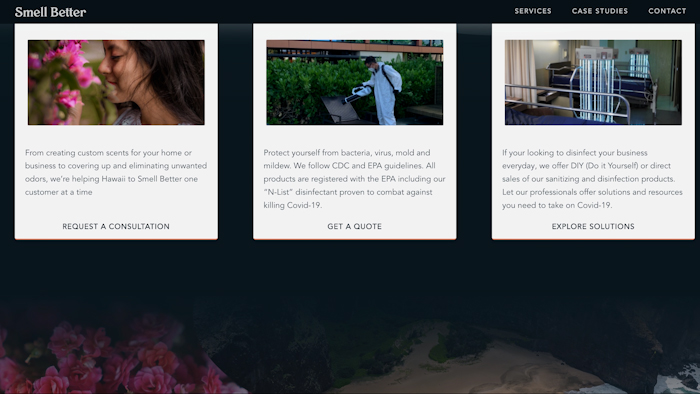 Smell Better
SERVICES
CASE STUDIES
CONTACT
From creating custom scents for your home or
business to covering up and eliminating unwanted
odors, we're helping Hawaii to Smell Better one
customer at a time
REQUEST A CONSULTATION
Protect yourself from bacteria, virus, mold and
mildew. We follow CDC and EPA guidelines. All
products are registered with the EPA including our
"N-List" disinfectant proven to combat against
killing Covid-19.
GET A QUOTE
If your looking to disinfect your business
everyday, we offer DIY (Do it Yourself) or direct
sales of our sanitizing and disinfection products.
Let our professionals offer solutions and resources
you need to take on Covid-19.
EXPLORE SOLUTIONS